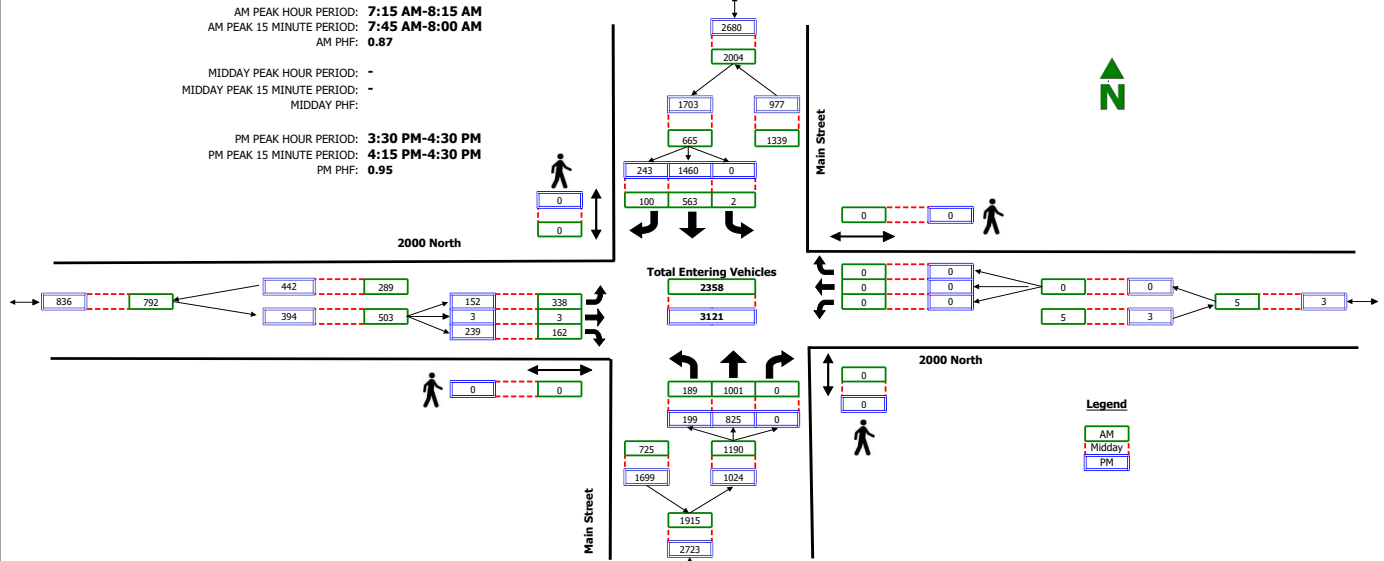 AM PEAK HOUR PERIOD: 7:15 AM-8:15 AM
AM PEAK 15 MINUTE PERIOD: 7:45 AM-8:00 AM
AM PHF: 0.87
MIDDAY PEAK HOUR PERIOD: -
MIDDAY PEAK 15 MINUTE PERIOD: -
MIDDAY PHF:
PM PEAK HOUR PERIOD: 3:30 PM-4:30 PM
PM PEAK 15 MINUTE PERIOD: 4:15 PM-4:30 PM
PM PHF: 0.95
2680
2004
1703 977
665 1339
243 1460 0
100 563 2
Main Street
N
0
0
0 0
2000 North
Total Entering Vehicles
2358
3121
836 792
442 289
394 503
152 338
3 3
239 162
0 0
0 0
0 0
0 0
5 3
5 3
2000 North
0 0
189 1001 0
199 825 0
725 1190
1699 1024
1915
2723
Main Street
0
0
Legend
AM
Midday
PM